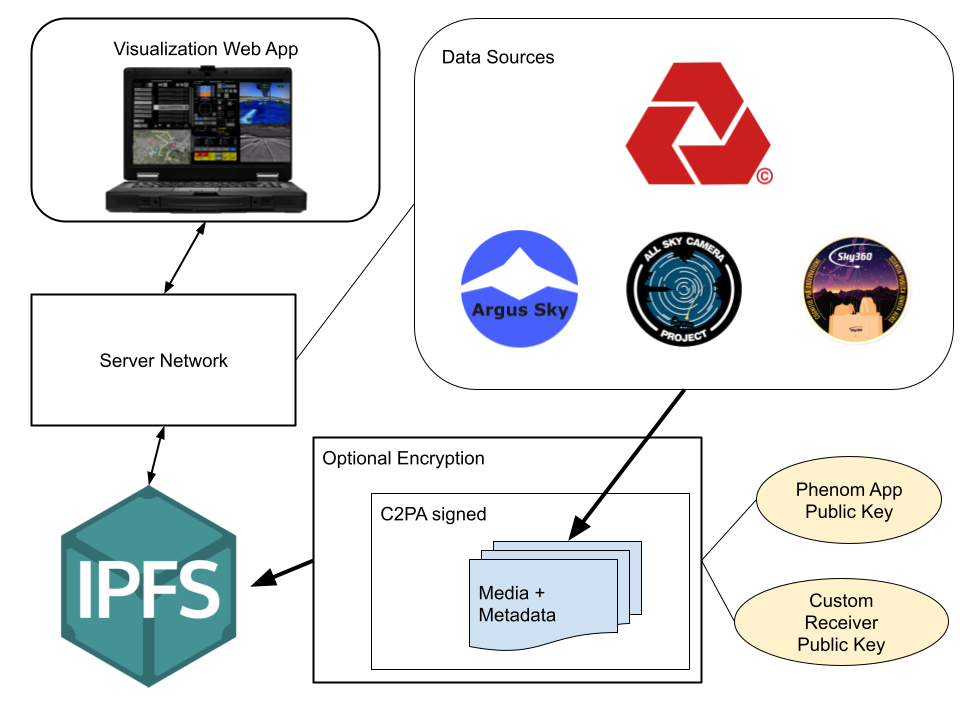 Visualization Web App
Data Sources
©
Argus Sky
ALL SKY CAMERA
PROJECT
Sky360
Server Network
Optional Encryption
C2PA signed
Media +
Metadata
Phenom App
Public Key
Custom
Receiver
Public Key
IPFS